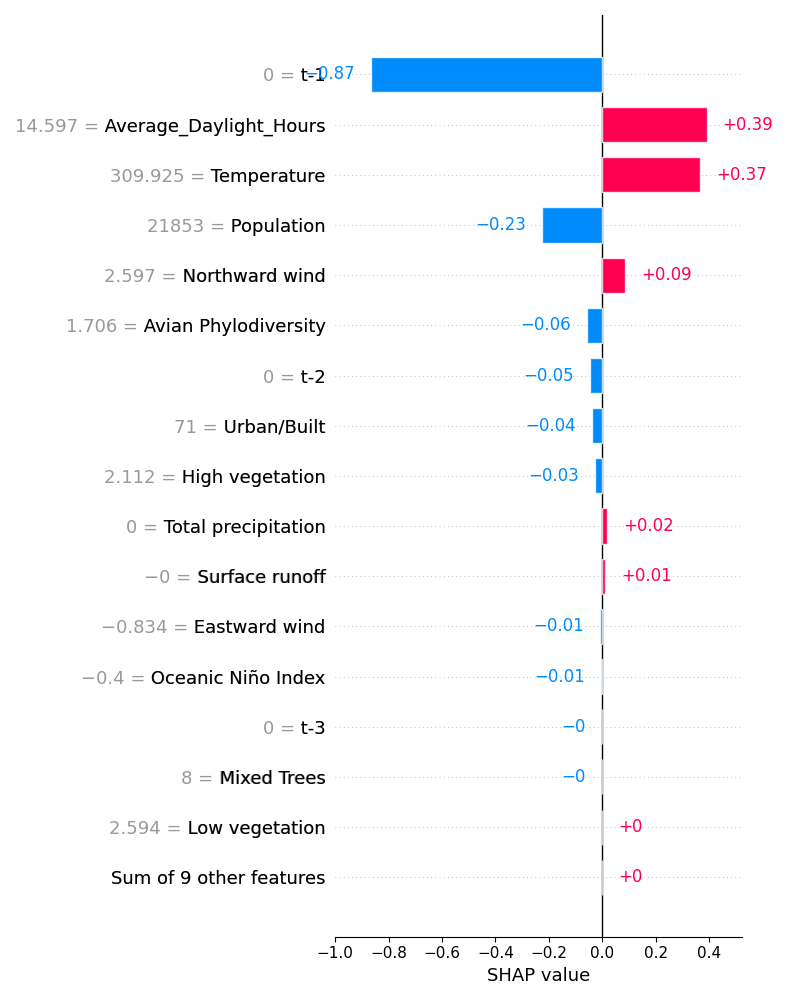 0 = t-1 −0.87
14.597 = Average_Daylight_Hours +0.39
309.925 = Temperature +0.37
21853 = Population −0.23
2.597 = Northward wind +0.09
1.706 = Avian Phylodiversity −0.06
0 = t-2 −0.05
71 = Urban/Built −0.04
2.112 = High vegetation −0.03
0 = Total precipitation +0.02
−0 = Surface runoff +0.01
−0.834 = Eastward wind −0.01
−0.4 = Oceanic Niño Index −0.01
0 = t-3 −0
8 = Mixed Trees −0
2.594 = Low vegetation +0
Sum of 9 other features +0
−1.0 −0.8 −0.6 −0.4 −0.2 0.0 0.2 0.4
SHAP value